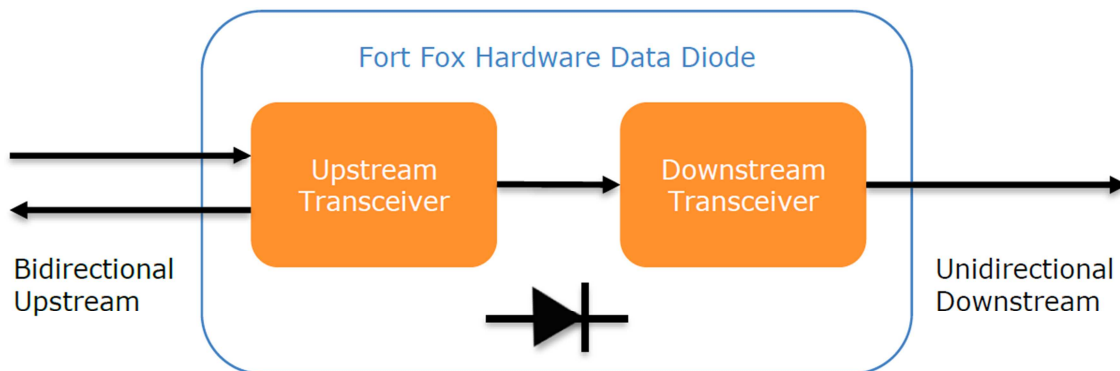 Fort Fox Hardware Data Diode
Upstream
Transceiver
Downstream
Transceiver
Bidirectional
Upstream
Unidirectional
Downstream